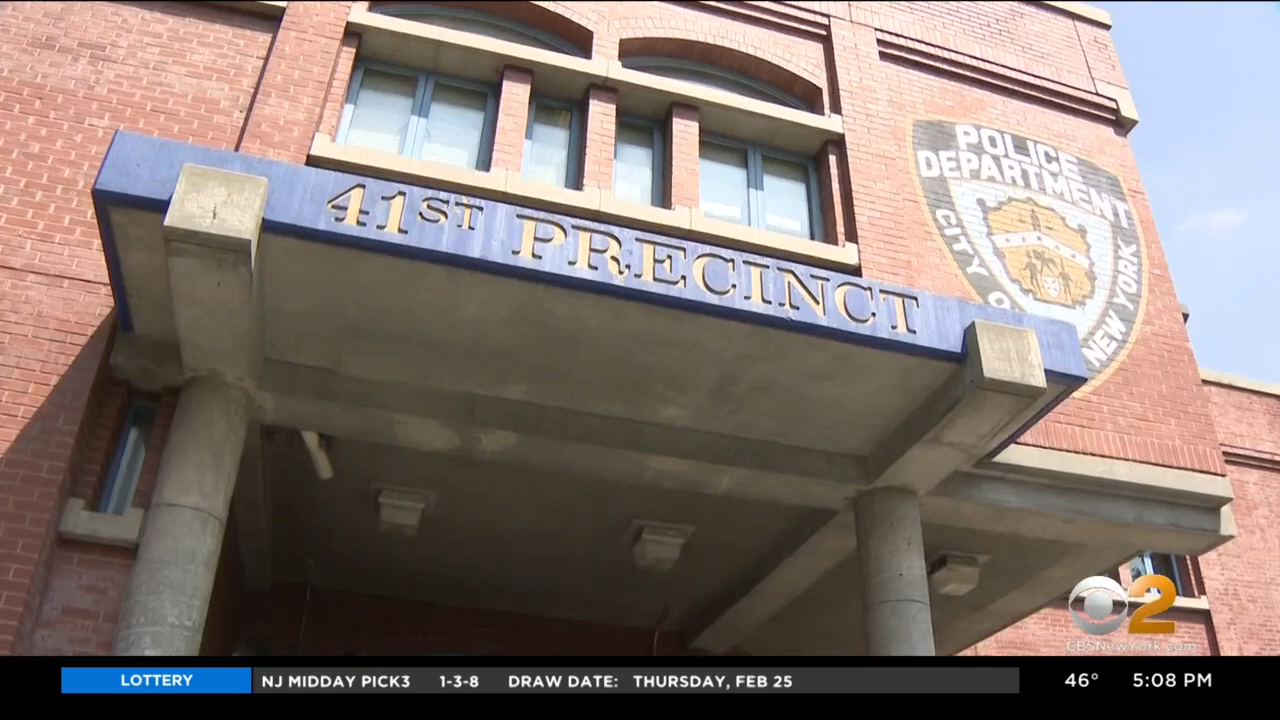 41ST PRECINCT
POLICE
DEPARTMENT
CITY O
NEW YORK
2
CBSNewYork.com
LOTTERY
NJ MIDDAY PICK3 1-3-8 DRAW DATE: THURSDAY, FEB 25
46° 5:08 PM